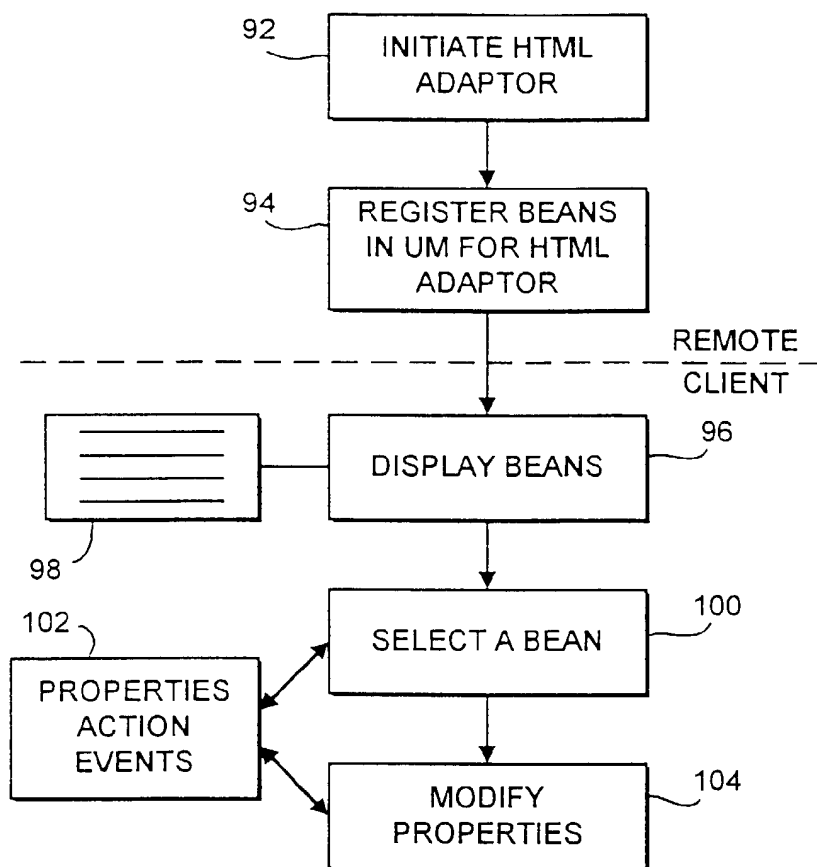 92
INITIATE HTML
ADAPTOR
94
REGISTER BEANS
IN UM FOR HTML
ADAPTOR
REMOTE
CLIENT
96
DISPLAY BEANS
98
100
SELECT A BEAN
102
PROPERTIES
ACTION
EVENTS
104
MODIFY
PROPERTIES